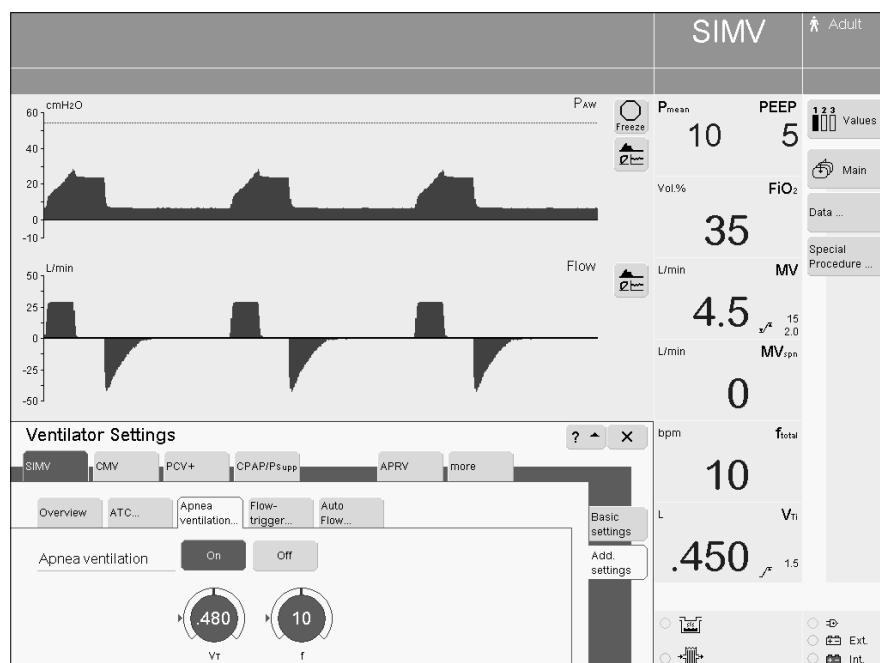 SIMV
Adult
cmH2O
PAW
60
40
20
0
-10
Freeze
L/min
Flow
50
25
0
-25
-50
Pmean
PEEP
10
5
Vol.%
FiO2
35
L/min
MV
4.5
15
2.0
L/min
MVspn
0
bpm
ftotal
10
L
VTi
.450
1.5
1 2 3
Values
Main
Data ...
Special
Procedure ...
Ext.
Int.
Ventilator Settings
?
SIMV
CMV
PCV+
CPAP/Psupp
APRV
more
Overview
ATC...
Apnea
ventilation...
Flow-
trigger...
Auto
Flow...
Basic
settings
Add.
settings
Apnea ventilation
On
Off
.480
10
VT
f